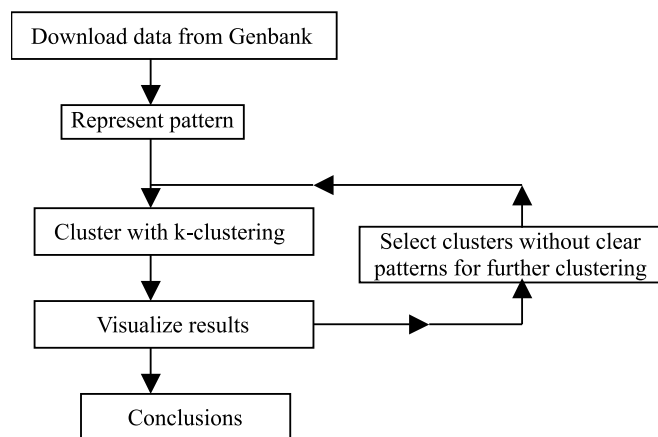 Download data from Genbank
Represent pattern
Cluster with k-clustering
Select clusters without clear
patterns for further clustering
Visualize results
Conclusions